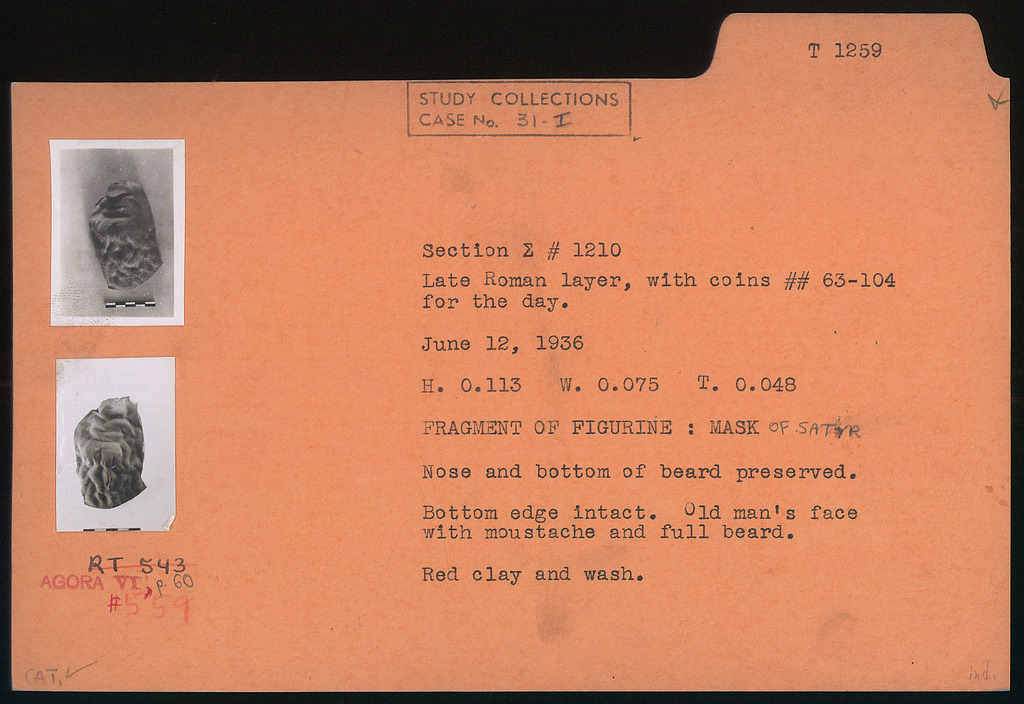 T 1259
STUDY COLLECTIONS
CASE No. 31-I
Section Σ # 1210
Late Roman layer, with coins ## 63-104
for the day.
June 12, 1936
H. 0.113 W. 0.075 T. 0.048
FRAGMENT OF FIGURINE : MASK OF SATYR
Nose and bottom of beard preserved.
Bottom edge intact. Old man's face
with moustache and full beard.
Red clay and wash.
RT 543
AGORA VI, p. 60
#559
CAT, ✓
ind.